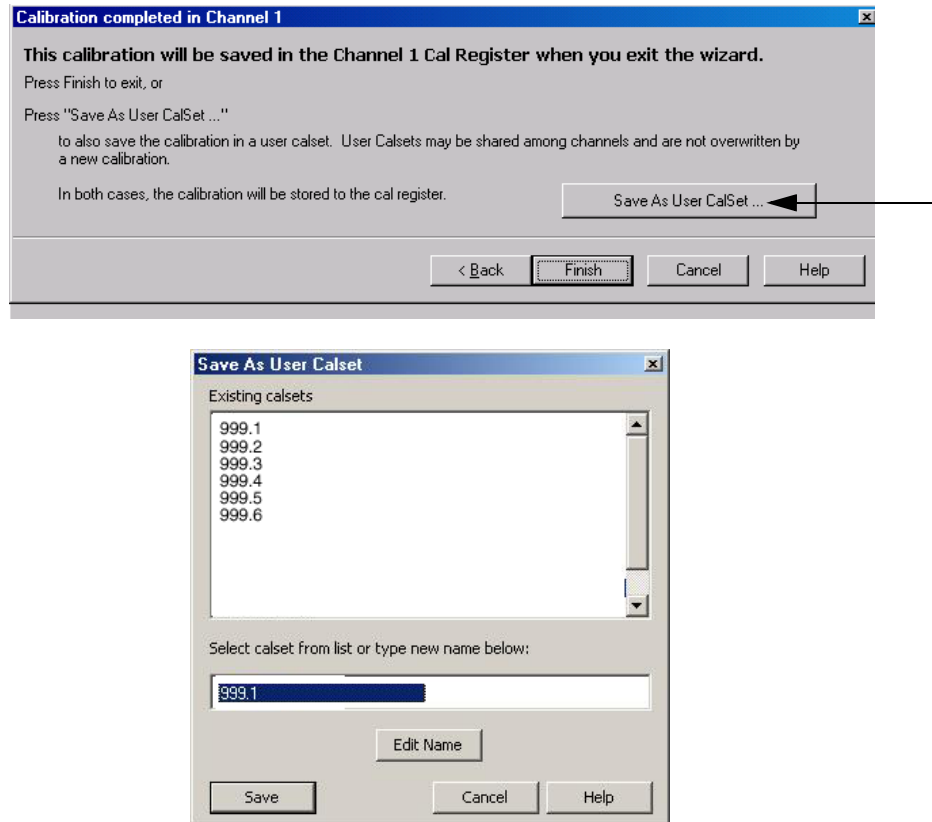 Calibration completed in Channel 1
This calibration will be saved in the Channel 1 Cal Register when you exit the wizard.
Press Finish to exit, or
Press "Save As User CalSet ..."
to also save the calibration in a user calset. User Calsets may be shared among channels and are not overwritten by
a new calibration.
In both cases, the calibration will be stored to the cal register.
Save As User CalSet ...
< Back
Finish
Cancel
Help
Save As User Calset
Existing calsets
999.1
999.2
999.3
999.4
999.5
999.6
Select calset from list or type new name below:
999.1
Edit Name
Save
Cancel
Help